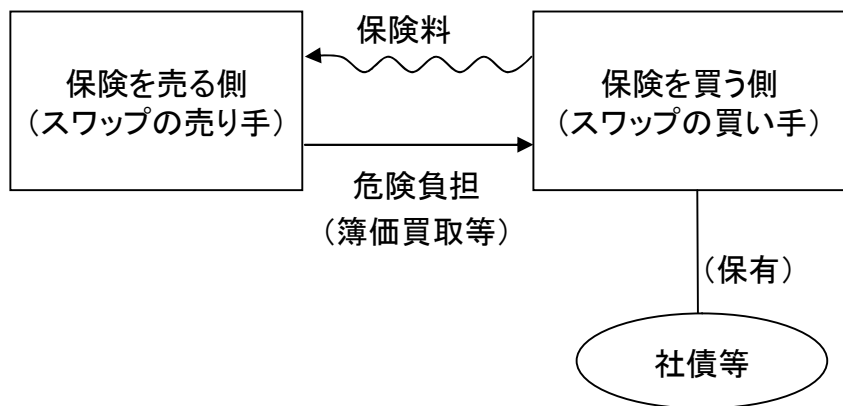 保険料
保険を売る側
（スワップの売り手）
保険を買う側
（スワップの買い手）
危険負担
（簿価買取等）
（保有）
社債等